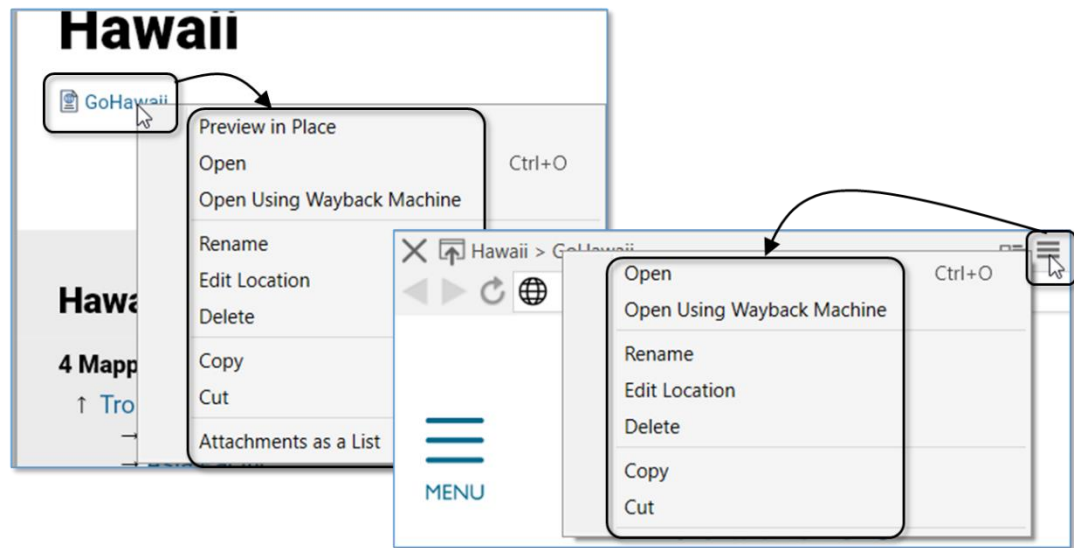 Hawaii
GoHawaii
Preview in Place
Open Ctrl+O
Open Using Wayback Machine
Rename
Edit Location
Delete
Copy
Cut
Attachments as a List
Hawa
4 Mapp
↑ Tro
→
→
Hawaii > GoHawaii
Open Ctrl+O
Open Using Wayback Machine
Rename
Edit Location
Delete
Copy
Cut
MENU